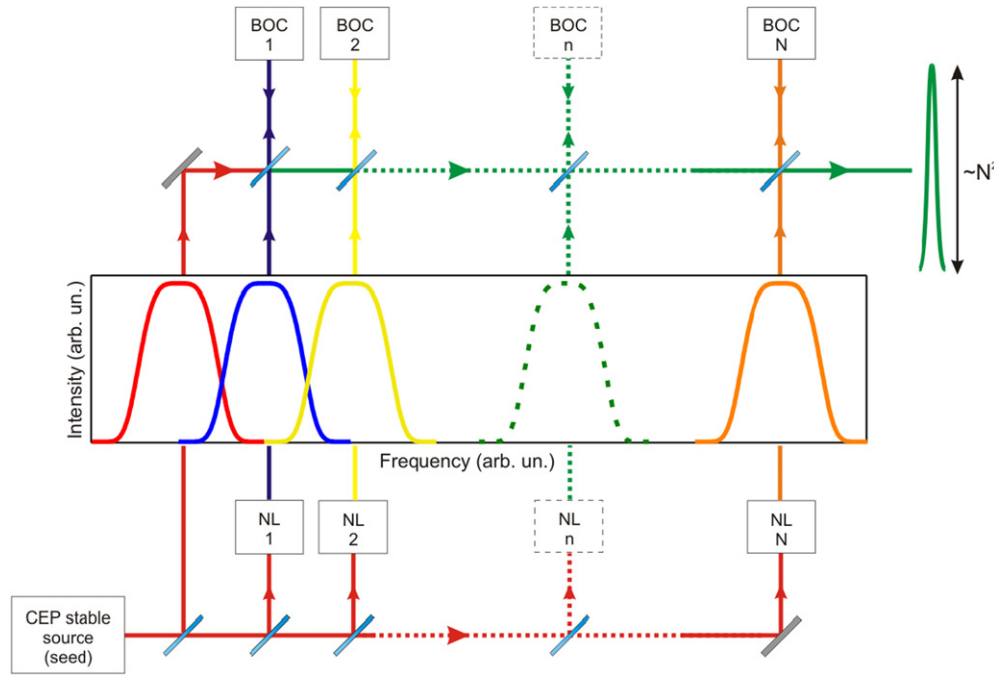 BOC
1
BOC
2
BOC
n
BOC
N
~N²
Intensity (arb. un.)
Frequency (arb. un.)
NL
1
NL
2
NL
n
NL
N
CEP stable
source
(seed)